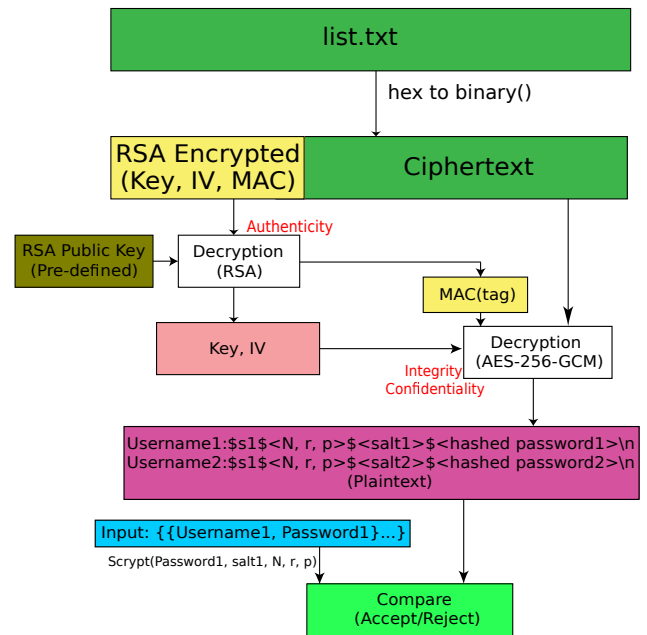 list.txt
hex to binary()
RSA Encrypted
(Key, IV, MAC)
Ciphertext
Authenticity
RSA Public Key
(Pre-defined)
Decryption
(RSA)
MAC(tag)
Key, IV
Decryption
(AES-256-GCM)
Integrity
Confidentiality
Username1:$s1$<N, r, p>$<salt1>$<hashed password1>\n
Username2:$s1$<N, r, p>$<salt2>$<hashed password2>\n
(Plaintext)
Input: {{Username1, Password1}...}
Scrypt(Password1, salt1, N, r, p)
Compare
(Accept/Reject)